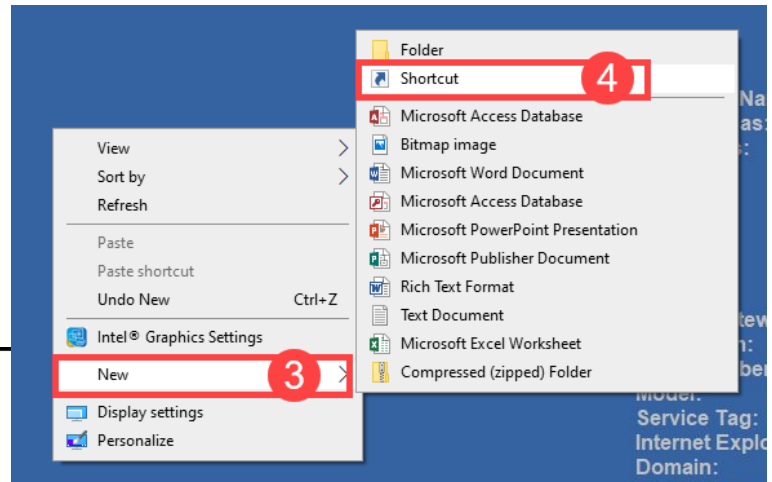 Folder
Shortcut
4
Microsoft Access Database
Bitmap image
Microsoft Word Document
Microsoft Access Database
Microsoft PowerPoint Presentation
Microsoft Publisher Document
Rich Text Format
Text Document
Microsoft Excel Worksheet
Compressed (zipped) Folder
View
Sort by
Refresh
Paste
Paste shortcut
Undo New Ctrl+Z
Intel® Graphics Settings
New
3
Display settings
Personalize
Model:
Service Tag:
Internet Explo
Domain: